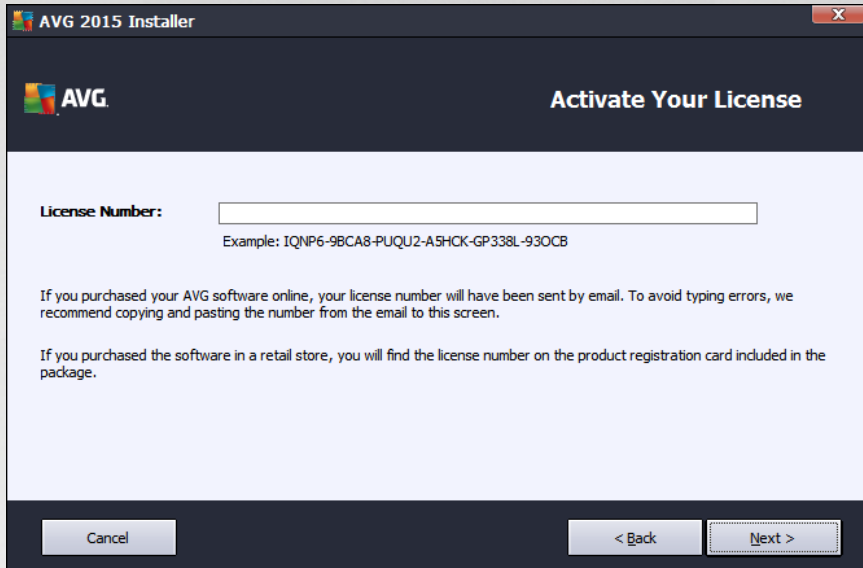 AVG 2015 Installer
AVG.
Activate Your License
License Number:
Example: IQNP6-9BCA8-PUQU2-A5HCK-GP338L-93OCB
If you purchased your AVG software online, your license number will have been sent by email. To avoid typing errors, we
recommend copying and pasting the number from the email to this screen.
If you purchased the software in a retail store, you will find the license number on the product registration card included in the
package.
Cancel
< Back
Next >